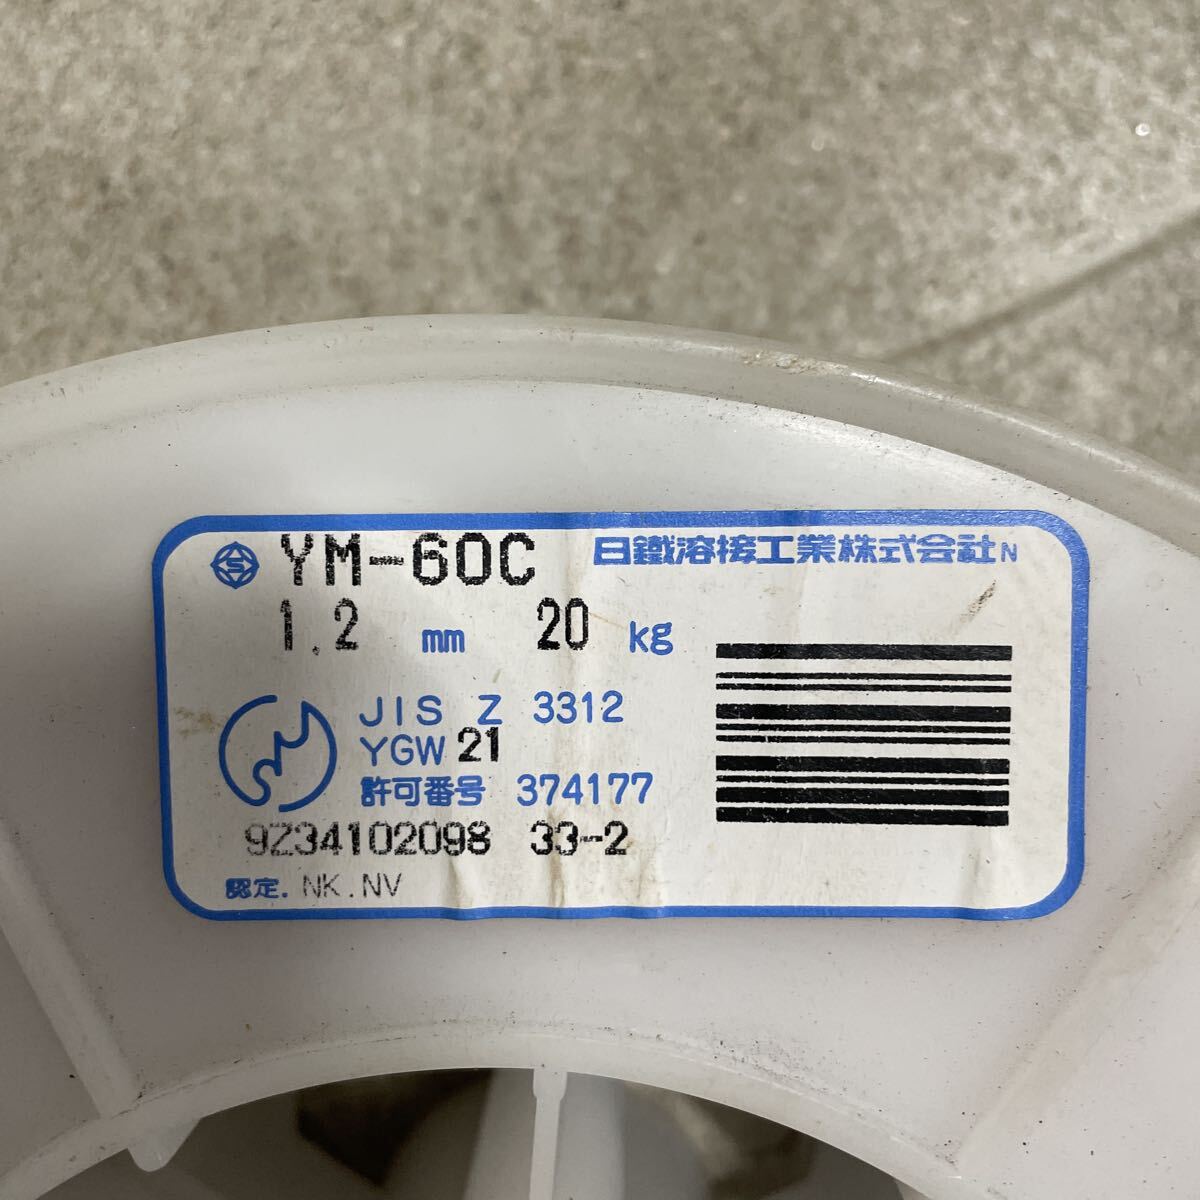 YM-60C 日鐵溶接工業株式会社N
1.2 mm 20 kg
JIS Z 3312
YGW 21
許可番号 374177
9Z34102098 33-2
認定. NK.NV